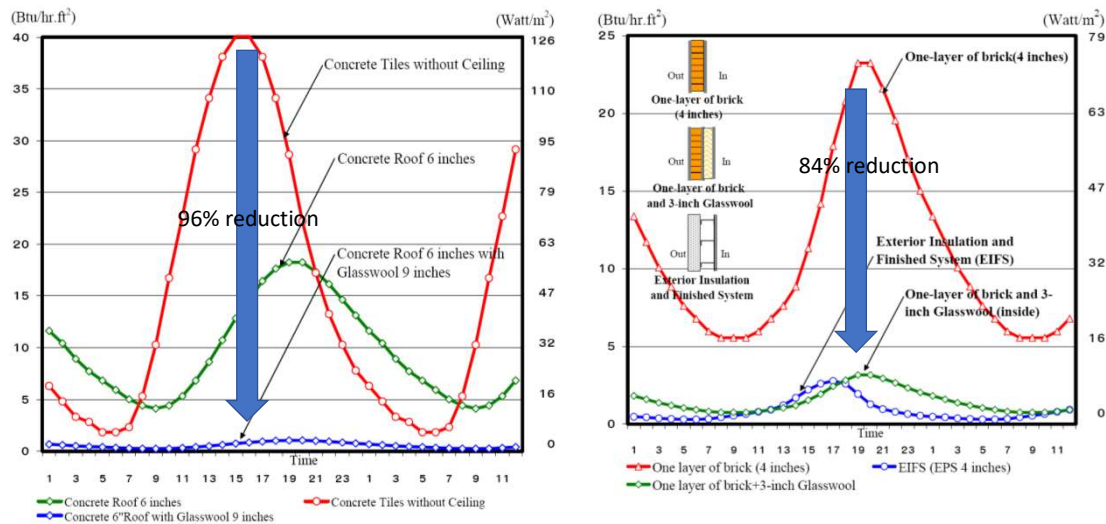 (Btu/hr.ft²)
(Watt/m²)
40
35
30
25
20
15
10
5
0
126
110
95
79
63
47
32
16
0
Concrete Tiles without Ceiling
Concrete Roof 6 inches
96% reduction
Concrete Roof 6 inches with
Glasswool 9 inches
Time
1 3 5 7 9 11 13 15 17 19 21 23 1 3 5 7 9 11
Concrete Roof 6 inches
Concrete Tiles without Ceiling
Concrete 6"Roof with Glasswool 9 inches
(Btu/hr.ft²)
(Watt/m²)
25
20
15
10
5
0
79
63
47
32
16
0
One-layer of brick(4 inches)
Out In
One-layer of brick
(4 inches)
84% reduction
Out In
One-layer of brick
and 3-inch Glasswool
Out In
Exterior Insulation
and Finished System
Exterior Insulation and
Finished System (EIFS)
One-layer of brick and 3-
inch Glasswool (inside)
Time
1 3 5 7 9 11 13 15 17 19 21 23 1 3 5 7 9 11
One layer of brick (4 inches)
EIFS (EPS 4 inches)
One layer of brick+3-inch Glasswool